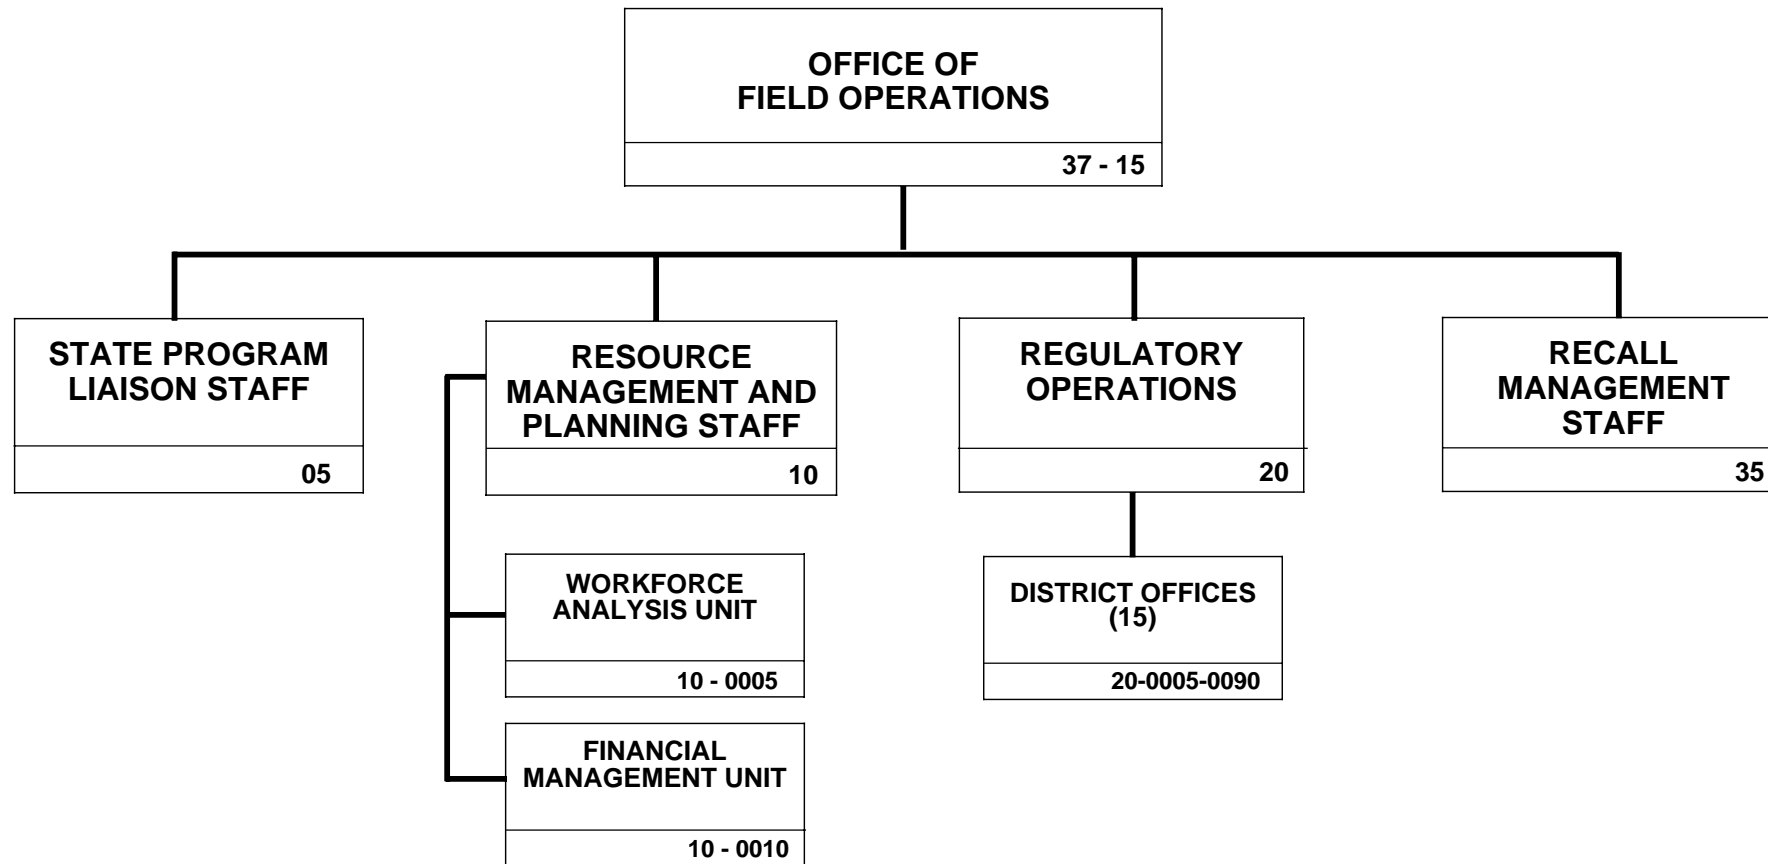 OFFICE OF
FIELD OPERATIONS
37 - 15
STATE PROGRAM
LIAISON STAFF
05
RESOURCE
MANAGEMENT AND
PLANNING STAFF
10
REGULATORY
OPERATIONS
20
RECALL
MANAGEMENT
STAFF
35
WORKFORCE
ANALYSIS UNIT
10 - 0005
DISTRICT OFFICES
(15)
20-0005-0090
FINANCIAL
MANAGEMENT UNIT
10 - 0010